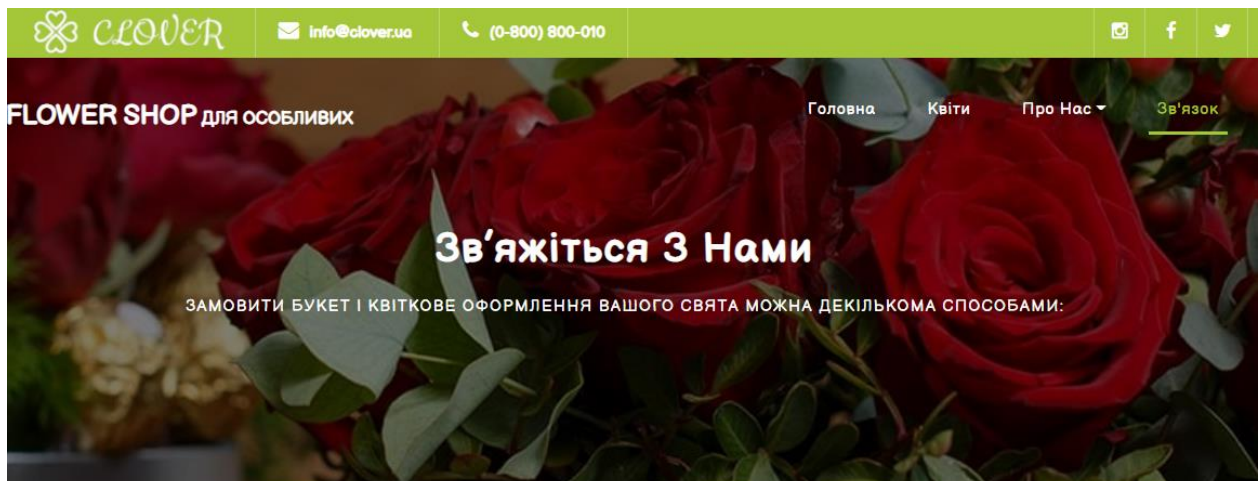 CLOVER info@clover.ua (0-800) 800-010
FLOWER SHOP ДЛЯ ОСОБЛИВИХ Головна Квіти Про Нас Зв'язок
Зв’яжіться З Нами
ЗАМОВИТИ БУКЕТ І КВІТКОВЕ ОФОРМЛЕННЯ ВАШОГО СВЯТА МОЖНА ДЕКІЛЬКОМА СПОСОБАМИ: